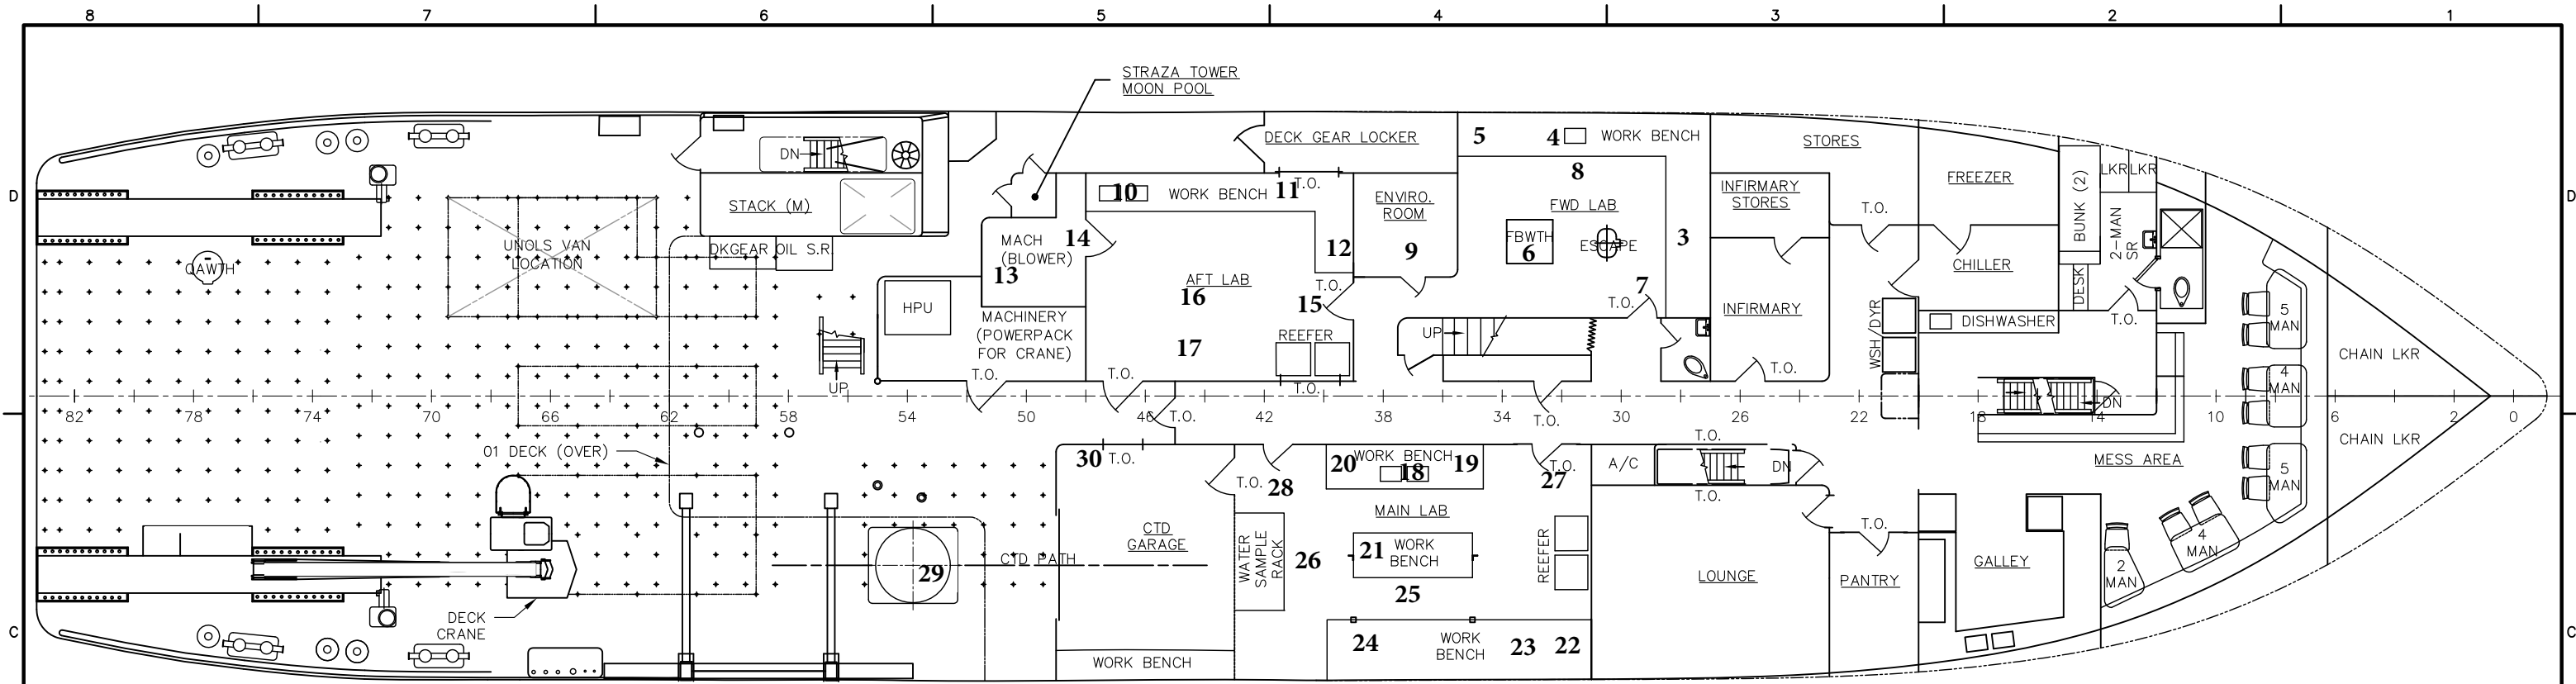 8 7 6 5 4 3 2 1
STRAZA TOWER
MOON POOL
D
D
DN
STACK (M)
DECK GEAR LOCKER
5
4
WORK BENCH
8
STORES
10
WORK BENCH
11
T.O.
ENVIRO.
ROOM
FWD LAB
INFIRMARY
STORES
FREEZER
BUNK (2)
LKR
LKR
2-MAN
SR
T.O.
UNOLS VAN
LOCATION
OAWTH
DKGEAR
OIL S.R.
MACH
(BLOWER)
14
13
12
9
FBWTH
6
ESCAPE
3
7
T.O.
CHILLER
DESK
T.O.
AFT LAB
16
15
T.O.
HPU
MACHINERY
(POWERPACK
FOR CRANE)
17
REEFER
T.O.
UP
INFIRMARY
T.O.
WSH/DYR
DISHWASHER
5
MAN
CHAIN LKR
UP
T.O.
T.O.
4
MAN
DN
82 78 74 70 66 62 58 54 50 46 42 38 34 30 26 22 18 14 10 6 2 0
T.O.
T.O.
01 DECK (OVER)
30
T.O.
20
WORK BENCH
18
19
T.O.
27
A/C
T.O.
DN
T.O.
MESS AREA
5
MAN
CHAIN LKR
28
MAIN LAB
CTD
GARAGE
WATER
SAMPLE
RACK
26
21
WORK
BENCH
25
REEFER
LOUNGE
T.O.
PANTRY
GALLEY
4
MAN
2
MAN
29
CTD PATH
DECK
CRANE
C
C
WORK BENCH
24
WORK
BENCH
23
22